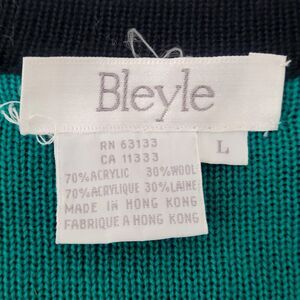 Bleyle
RN 63133
CA 11333
L
70% ACRYLIC 30% WOOL
70% ACRYLIQUE 30% LAINE
MADE IN HONG KONG
FABRIQUE A HONG KONG